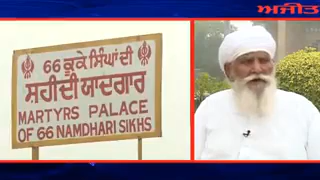 ਅਜੀਤ
66 ਕੂਕੇ ਸਿੰਘਾਂ ਦੀ
ਸ਼ਹੀਦੀ ਯਾਦਗਾਰ
MARTYRS PALACE
OF 66 NAMDHARI SIKHS